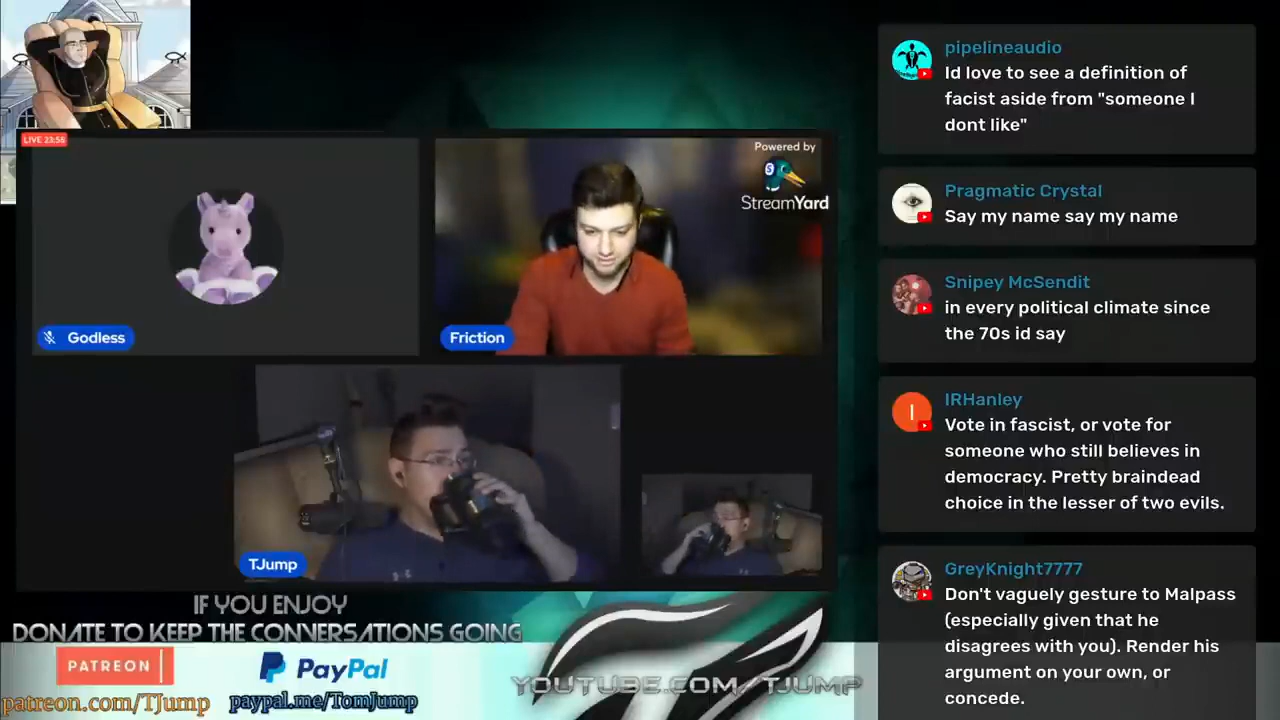 LIVE 23:56
Powered by
StreamYard
Godless
Friction
TJump
IF YOU ENJOY
DONATE TO KEEP THE CONVERSATIONS GOING
PATREON
PayPal
patreon.com/TJump
paypal.me/TomJump
YOUTUBE.COM/TJUMP
pipelineaudio
Id love to see a definition of
facist aside from "someone I
dont like"
Pragmatic Crystal
Say my name say my name
Snipey McSendit
in every political climate since
the 70s id say
I
IRHanley
Vote in fascist, or vote for
someone who still believes in
democracy. Pretty braindead
choice in the lesser of two evils.
GreyKnight7777
Don't vaguely gesture to Malpass
(especially given that he
disagrees with you). Render his
argument on your own, or
concede.